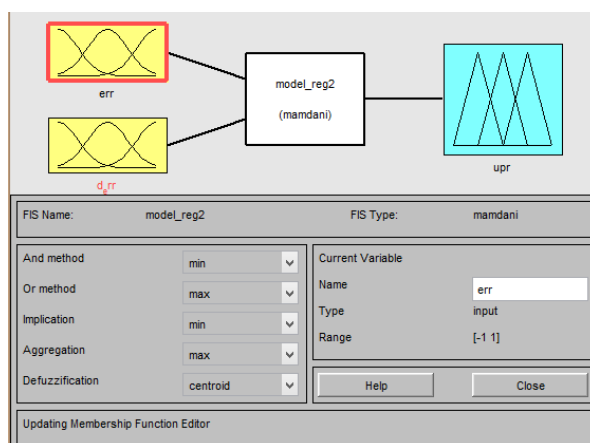 err
model_reg2
(mamdani)
d_err
upr
FIS Name: model_reg2 FIS Type: mamdani
And method min
Or method max
Implication min
Aggregation max
Defuzzification centroid
Current Variable
Name err
Type input
Range [-1 1]
Help Close
Updating Membership Function Editor